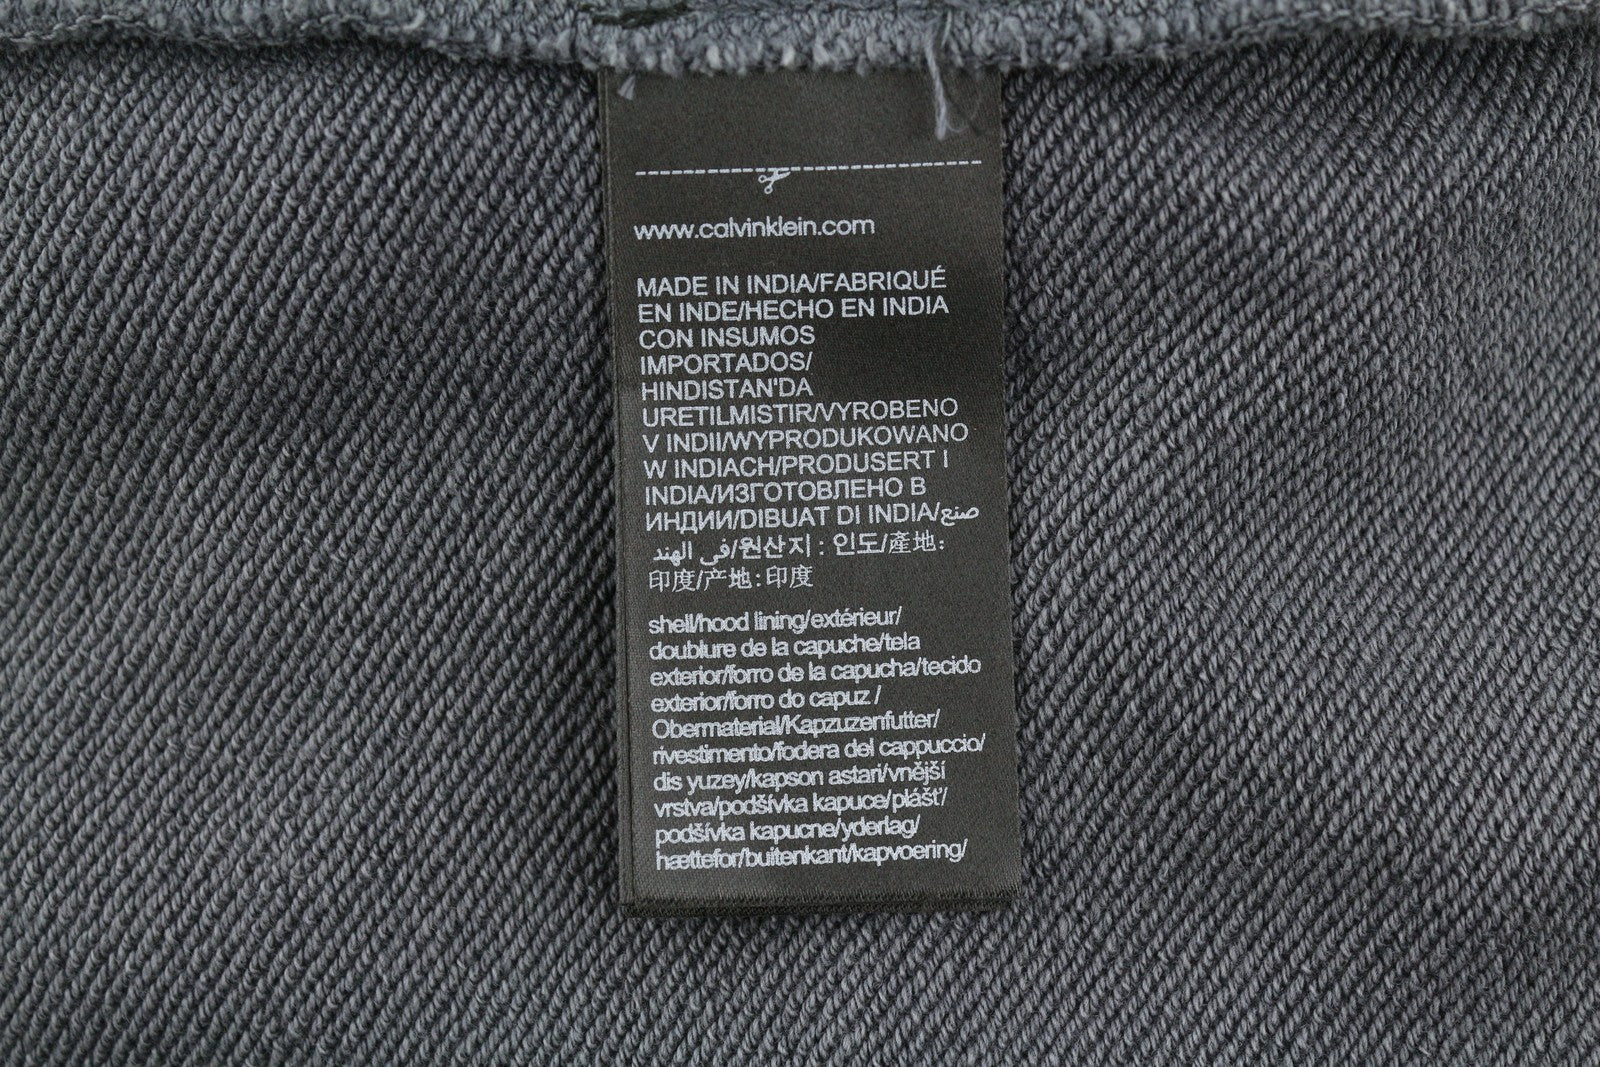 www.calvinklein.com
MADE IN INDIA/FABRIQUÉ
EN INDE/HECHO EN INDIA
CON INSUMOS
IMPORTADOS/
HINDISTAN'DA
URETILMISTIR/VYROBENO
V INDII/WYPRODUKOWANO
W INDIACH/PRODUSERT I
INDIA/ИЗГОТОВЛЕНО В
ИНДИИ/DIBUAT DI INDIA/صنع
في الهند/원산지 : 인도/產地:
印度/产地:印度
shell/hood lining/extérieur/
doublure de la capuche/tela
exterior/forro de la capucha/tecido
exterior/forro do capuz /
Obermaterial/Kapzuzenfutter/
rivestimento/fodera del cappuccio/
dis yuzey/kapson astari/vnější
vrstva/podšívka kapuce/plášť/
podšívka kapucne/yderlag/
hættefor/buitenkant/kapvoering/